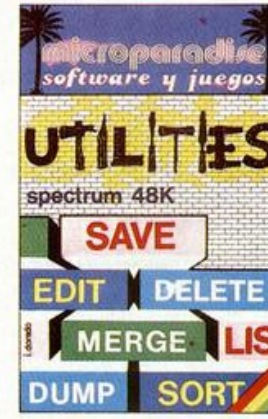 microparadise
software y juegos
UTILITIES
spectrum 48K
SAVE
EDIT DELETE
MERGE LIS
DUMP SORT